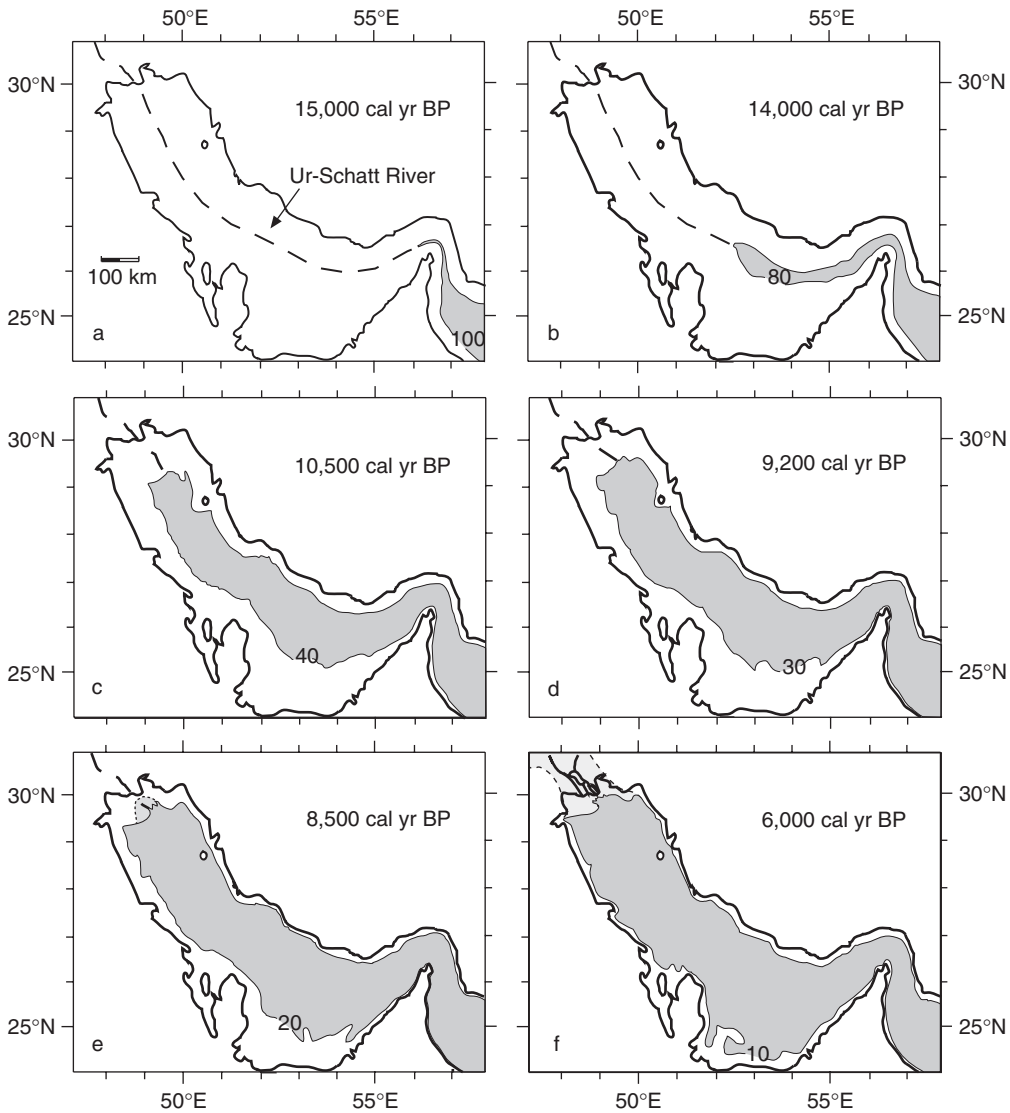 50°E 55°E 50°E 55°E
30°N 15,000 cal yr BP 14,000 cal yr BP 30°N
Ur-Schatt River
100 km 80
25°N a 100 b 25°N
30°N 10,500 cal yr BP 9,200 cal yr BP 30°N
40 30
25°N c d 25°N
30°N 8,500 cal yr BP 6,000 cal yr BP 30°N
20
25°N e 10 f 25°N
50°E 55°E 50°E 55°E